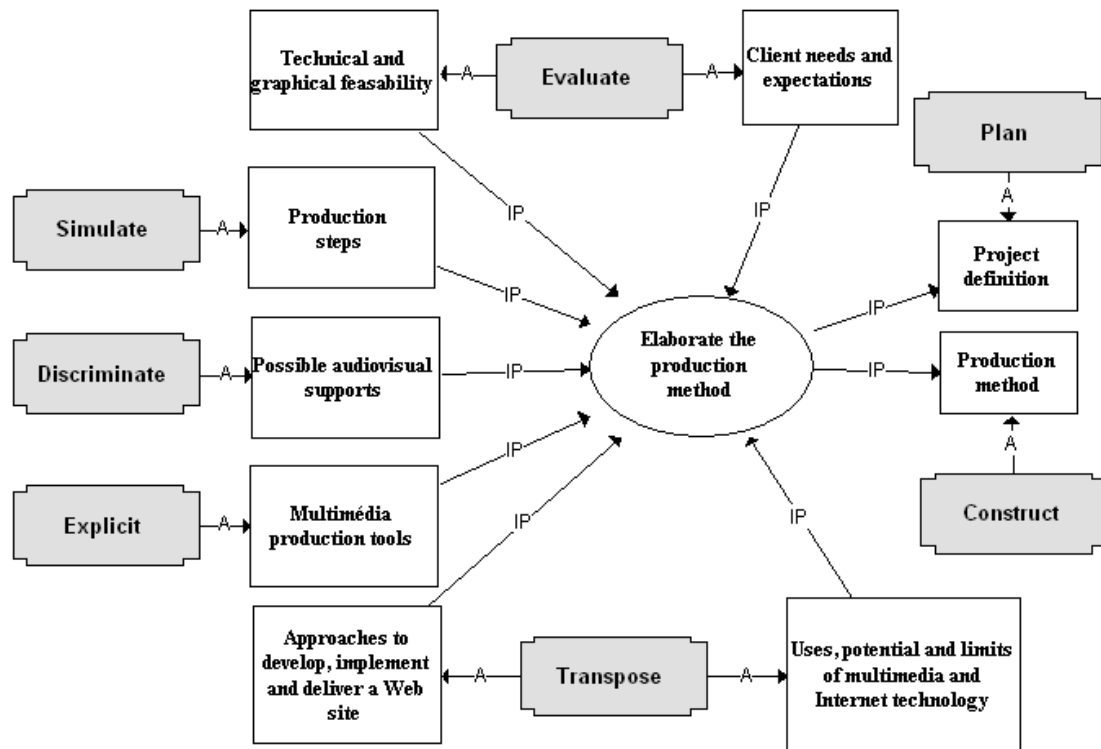 Technical and
graphical feasability
A
Evaluate
A
Client needs and
expectations
Plan
A
IP
IP
Simulate
A
Production
steps
IP
Project
definition
IP
Elaborate the
production
method
Discriminate
A
Possible audiovisual
supports
IP
IP
Production
method
A
Explicit
A
Multimédia
production tools
IP
IP
IP
Construct
Approaches to
develop, implement
and deliver a Web
site
A
Transpose
A
Uses, potential and limits
of multimedia and
Internet technology